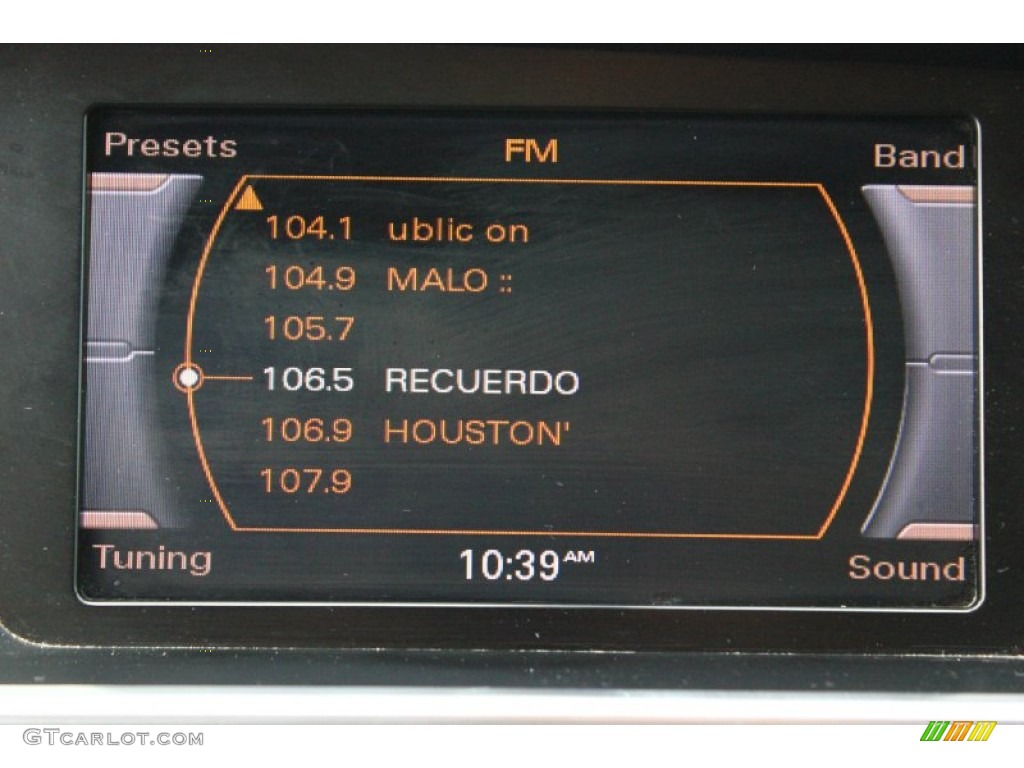 Presets
FM
Band
104.1 ublic on
104.9 MALO ::
105.7
106.5 RECUERDO
106.9 HOUSTON'
107.9
Tuning
10:39 AM
Sound
GTCARLOT.COM